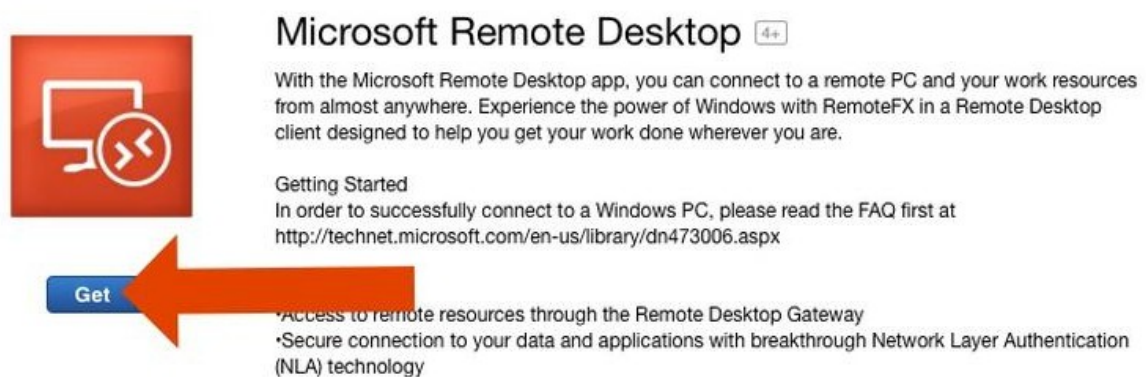 Microsoft Remote Desktop 4+
With the Microsoft Remote Desktop app, you can connect to a remote PC and your work resources
from almost anywhere. Experience the power of Windows with RemoteFX in a Remote Desktop
client designed to help you get your work done wherever you are.
Getting Started
In order to successfully connect to a Windows PC, please read the FAQ first at
http://technet.microsoft.com/en-us/library/dn473006.aspx
Get
•Access to remote resources through the Remote Desktop Gateway
•Secure connection to your data and applications with breakthrough Network Layer Authentication
(NLA) technology